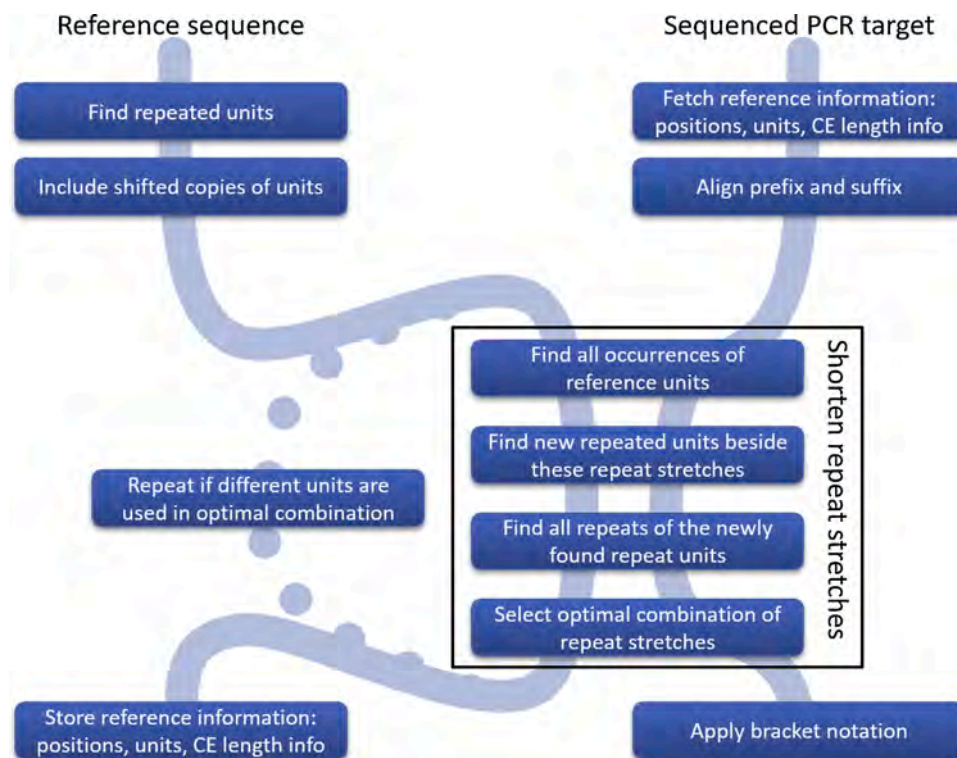 Reference sequence
Find repeated units
Include shifted copies of units
Repeat if different units are
used in optimal combination
Store reference information:
positions, units, CE length info
Sequenced PCR target
Fetch reference information:
positions, units, CE length info
Align prefix and suffix
Shorten repeat stretches
Find all occurrences of
reference units
Find new repeated units beside
these repeat stretches
Find all repeats of the newly
found repeat units
Select optimal combination of
repeat stretches
Apply bracket notation